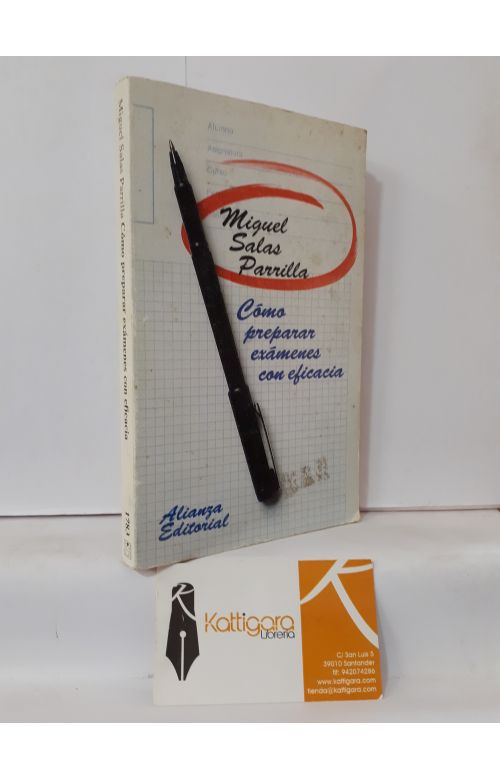 Miguel Salas Parrilla Cómo preparar exámenes con eficacia
1781
Alumno
Asignatura
Curso
Miguel
Salas
Parrilla
Cómo
preparar
exámenes
con eficacia
Alianza
Editorial
Kattigara
Librería
C/ San Luis 5
39010 Santander
tlf: 942074286
www.kattigara.com
tienda@kattigara.com